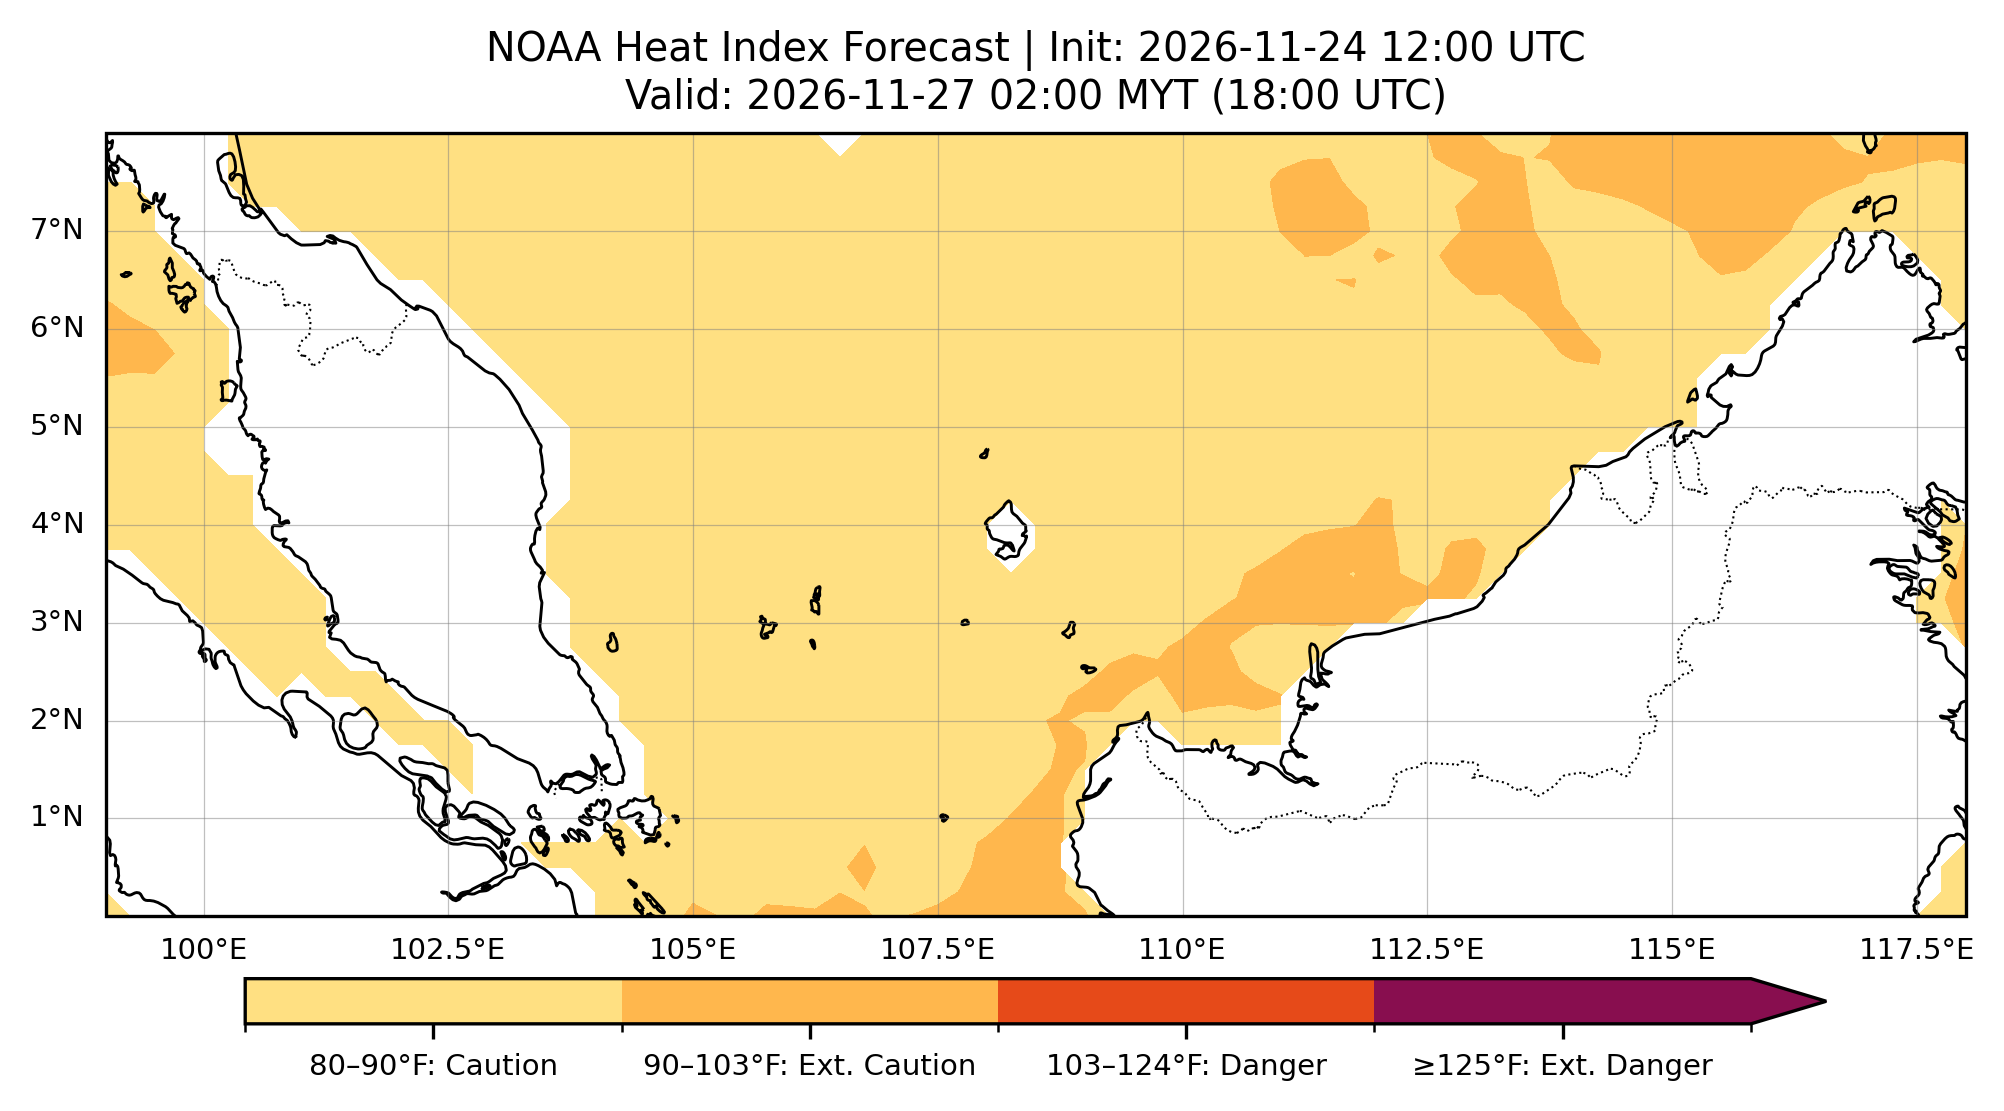 NOAA Heat Index Forecast | Init: 2026-11-24 12:00 UTC
Valid: 2026-11-27 02:00 MYT (18:00 UTC)
7°N
6°N
5°N
4°N
3°N
2°N
1°N
100°E 102.5°E 105°E 107.5°E 110°E 112.5°E 115°E 117.5°E
80–90°F: Caution 90–103°F: Ext. Caution 103–124°F: Danger ≥125°F: Ext. Danger